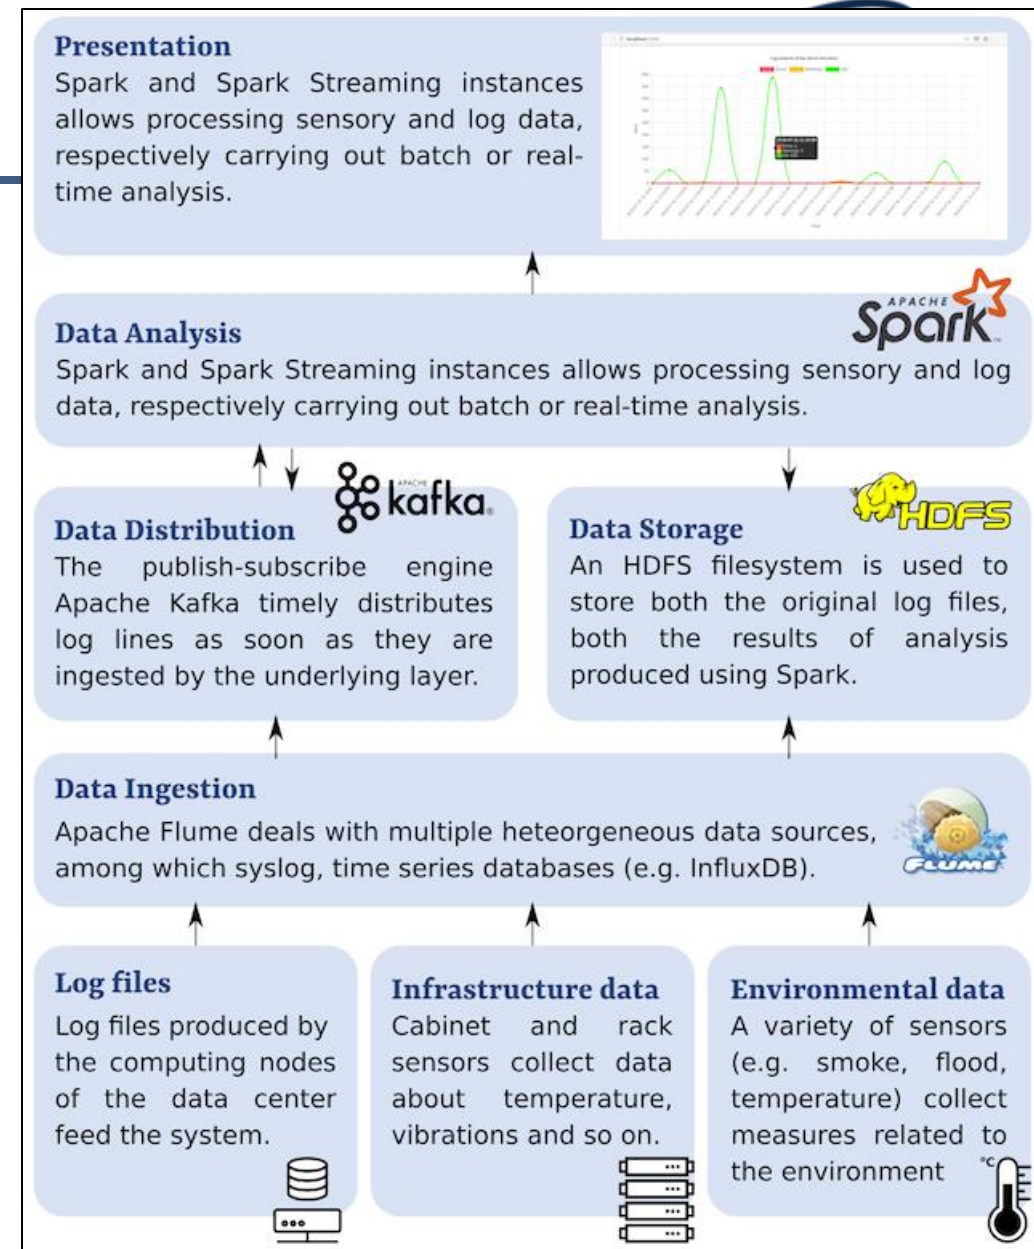 Presentation
Spark and Spark Streaming instances
allows processing sensory and log data,
respectively carrying out batch or real-
time analysis.
Data Analysis
APACHE
Spark
Spark and Spark Streaming instances allows processing sensory and log
data, respectively carrying out batch or real-time analysis.
APACHE
kafka
Data Distribution
The publish-subscribe engine
Apache Kafka timely distributes
log lines as soon as they are
ingested by the underlying layer.
HDFS
Data Storage
An HDFS filesystem is used to
store both the original log files,
both the results of analysis
produced using Spark.
Data Ingestion
Apache Flume deals with multiple heteorgeneous data sources,
among which syslog, time series databases (e.g. InfluxDB).
FLUME
Log files
Log files produced by
the computing nodes
of the data center
feed the system.
Infrastructure data
Cabinet and rack
sensors collect data
about temperature,
vibrations and so on.
Environmental data
A variety of sensors
(e.g. smoke, flood,
temperature) collect
measures related to
the environment
°C